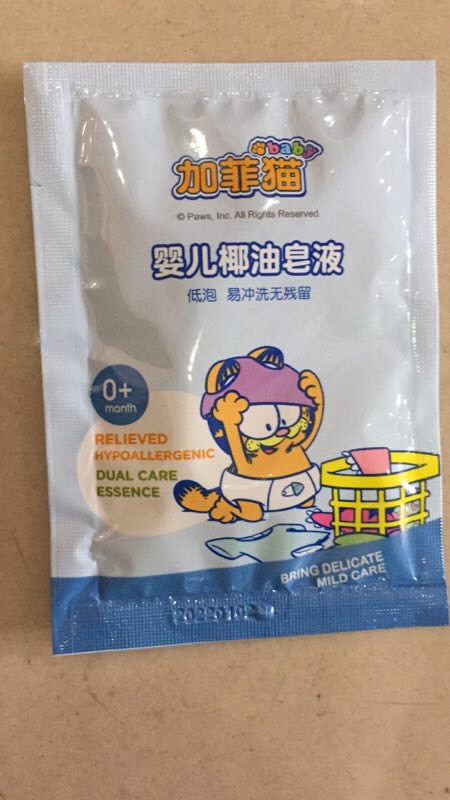 baby
加菲猫
© Paws, Inc. All Rights Reserved.
婴儿椰油皂液
低泡 易冲洗无残留
0+
month
RELIEVED
HYPOALLERGENIC
DUAL CARE
ESSENCE
BRING DELICATE
MILD CARE